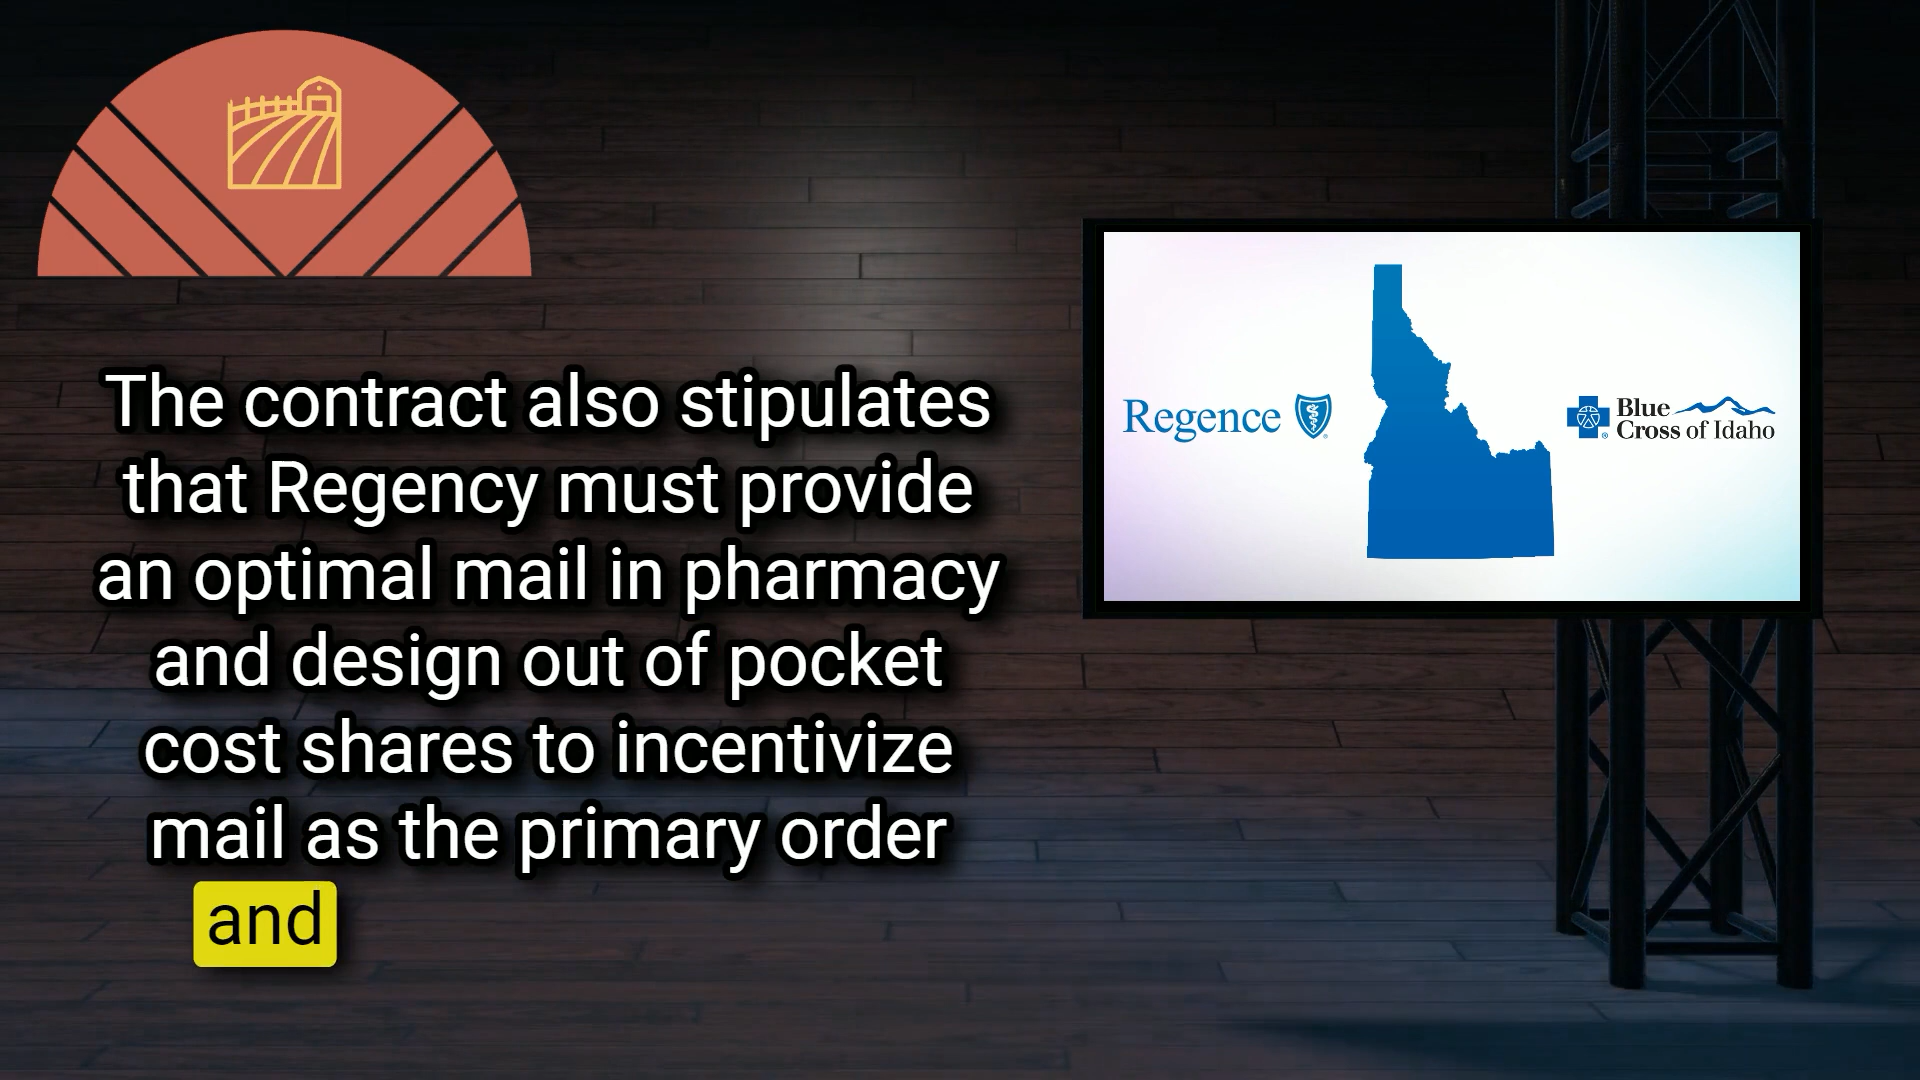 The contract also stipulates
that Regency must provide
an optimal mail in pharmacy
and design out of pocket
cost shares to incentivize
mail as the primary order
and
Regence
Blue
Cross of Idaho